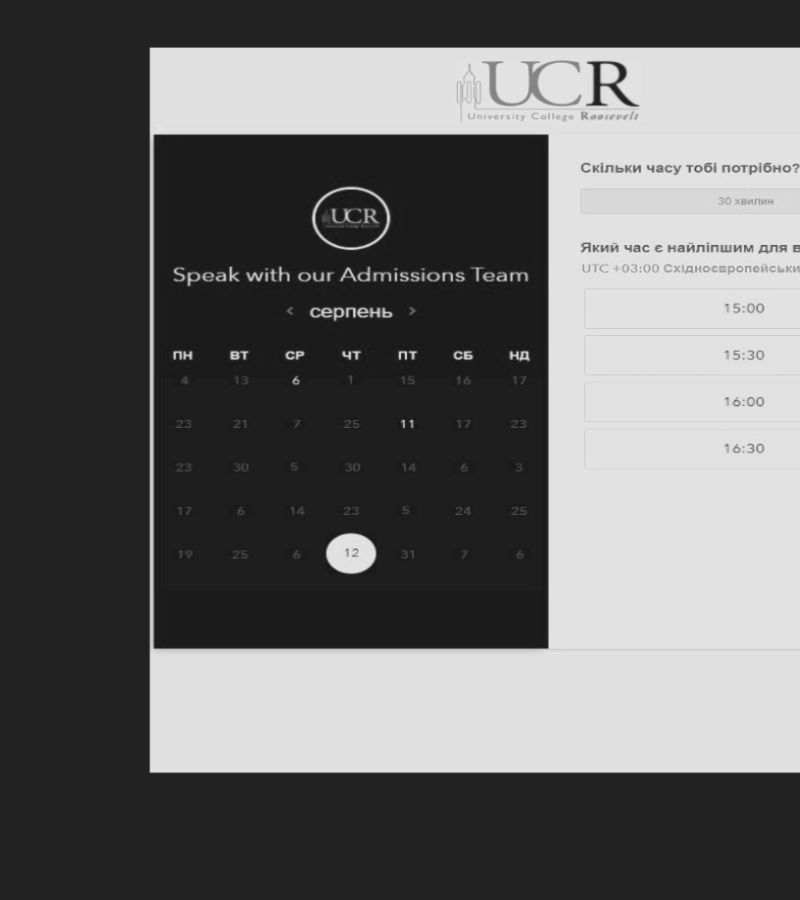 UCR
University College Roosevelt
UCR
Speak with our Admissions Team
< серпень >
ПН ВТ СР ЧТ ПТ СБ НД
4 13 6 1 15 16 17
23 21 7 25 11 17 23
23 30 5 30 14 6 3
17 6 14 23 5 24 25
19 25 6 12 31 7 6
Скільки часу тобі потрібно?
30 хвилин
Який час є найліпшим для в
UTC +03:00 Східноєвропейськи
15:00
15:30
16:00
16:30